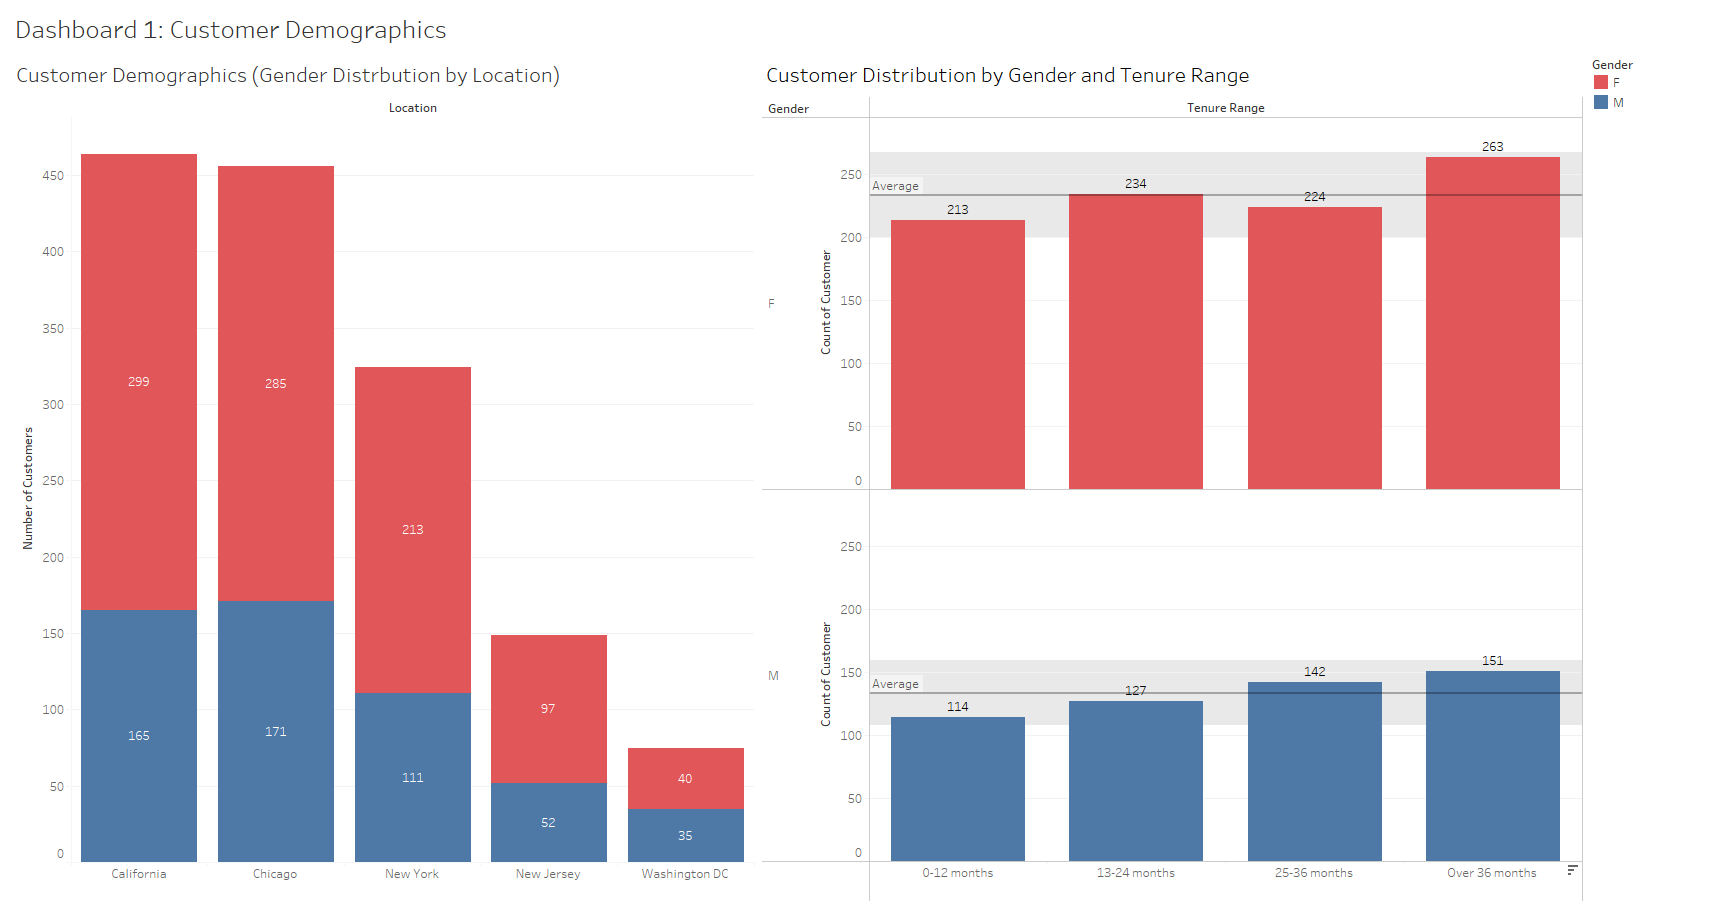 Dashboard 1: Customer Demographics
Customer Demographics (Gender Distrbution by Location)
Location
Number of Customers
450
400
350
300
250
200
150
100
50
0
299
285
213
97
40
165
171
111
52
35
California
Chicago
New York
New Jersey
Washington DC
Customer Distribution by Gender and Tenure Range
Gender
Tenure Range
F
Count of Customer
250
200
150
100
50
0
Average
213
234
224
263
M
Count of Customer
250
200
150
100
50
0
Average
114
127
142
151
0-12 months
13-24 months
25-36 months
Over 36 months
Gender
F
M